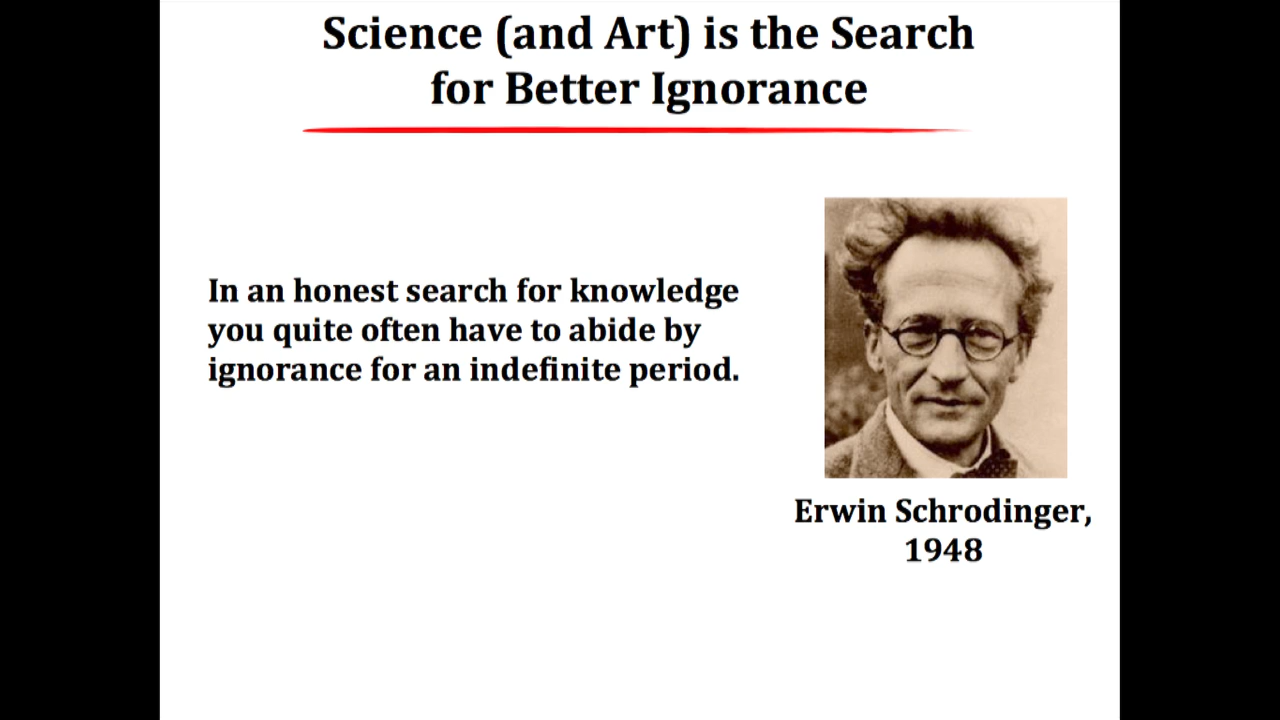 Science (and Art) is the Search
for Better Ignorance
In an honest search for knowledge
you quite often have to abide by
ignorance for an indefinite period.
Erwin Schrodinger,
1948